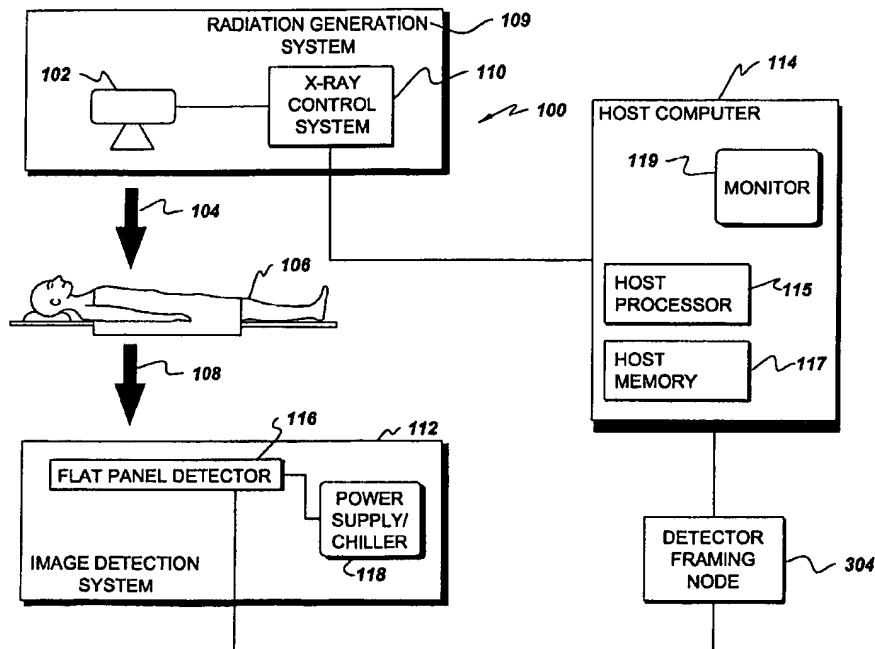 RADIATION GENERATION
SYSTEM
109
102
X-RAY
CONTROL
SYSTEM
110
100
114
HOST COMPUTER
119
MONITOR
104
106
HOST
PROCESSOR
115
HOST
MEMORY
117
108
116
112
FLAT PANEL DETECTOR
POWER
SUPPLY/
CHILLER
118
IMAGE DETECTION
SYSTEM
DETECTOR
FRAMING
NODE
304